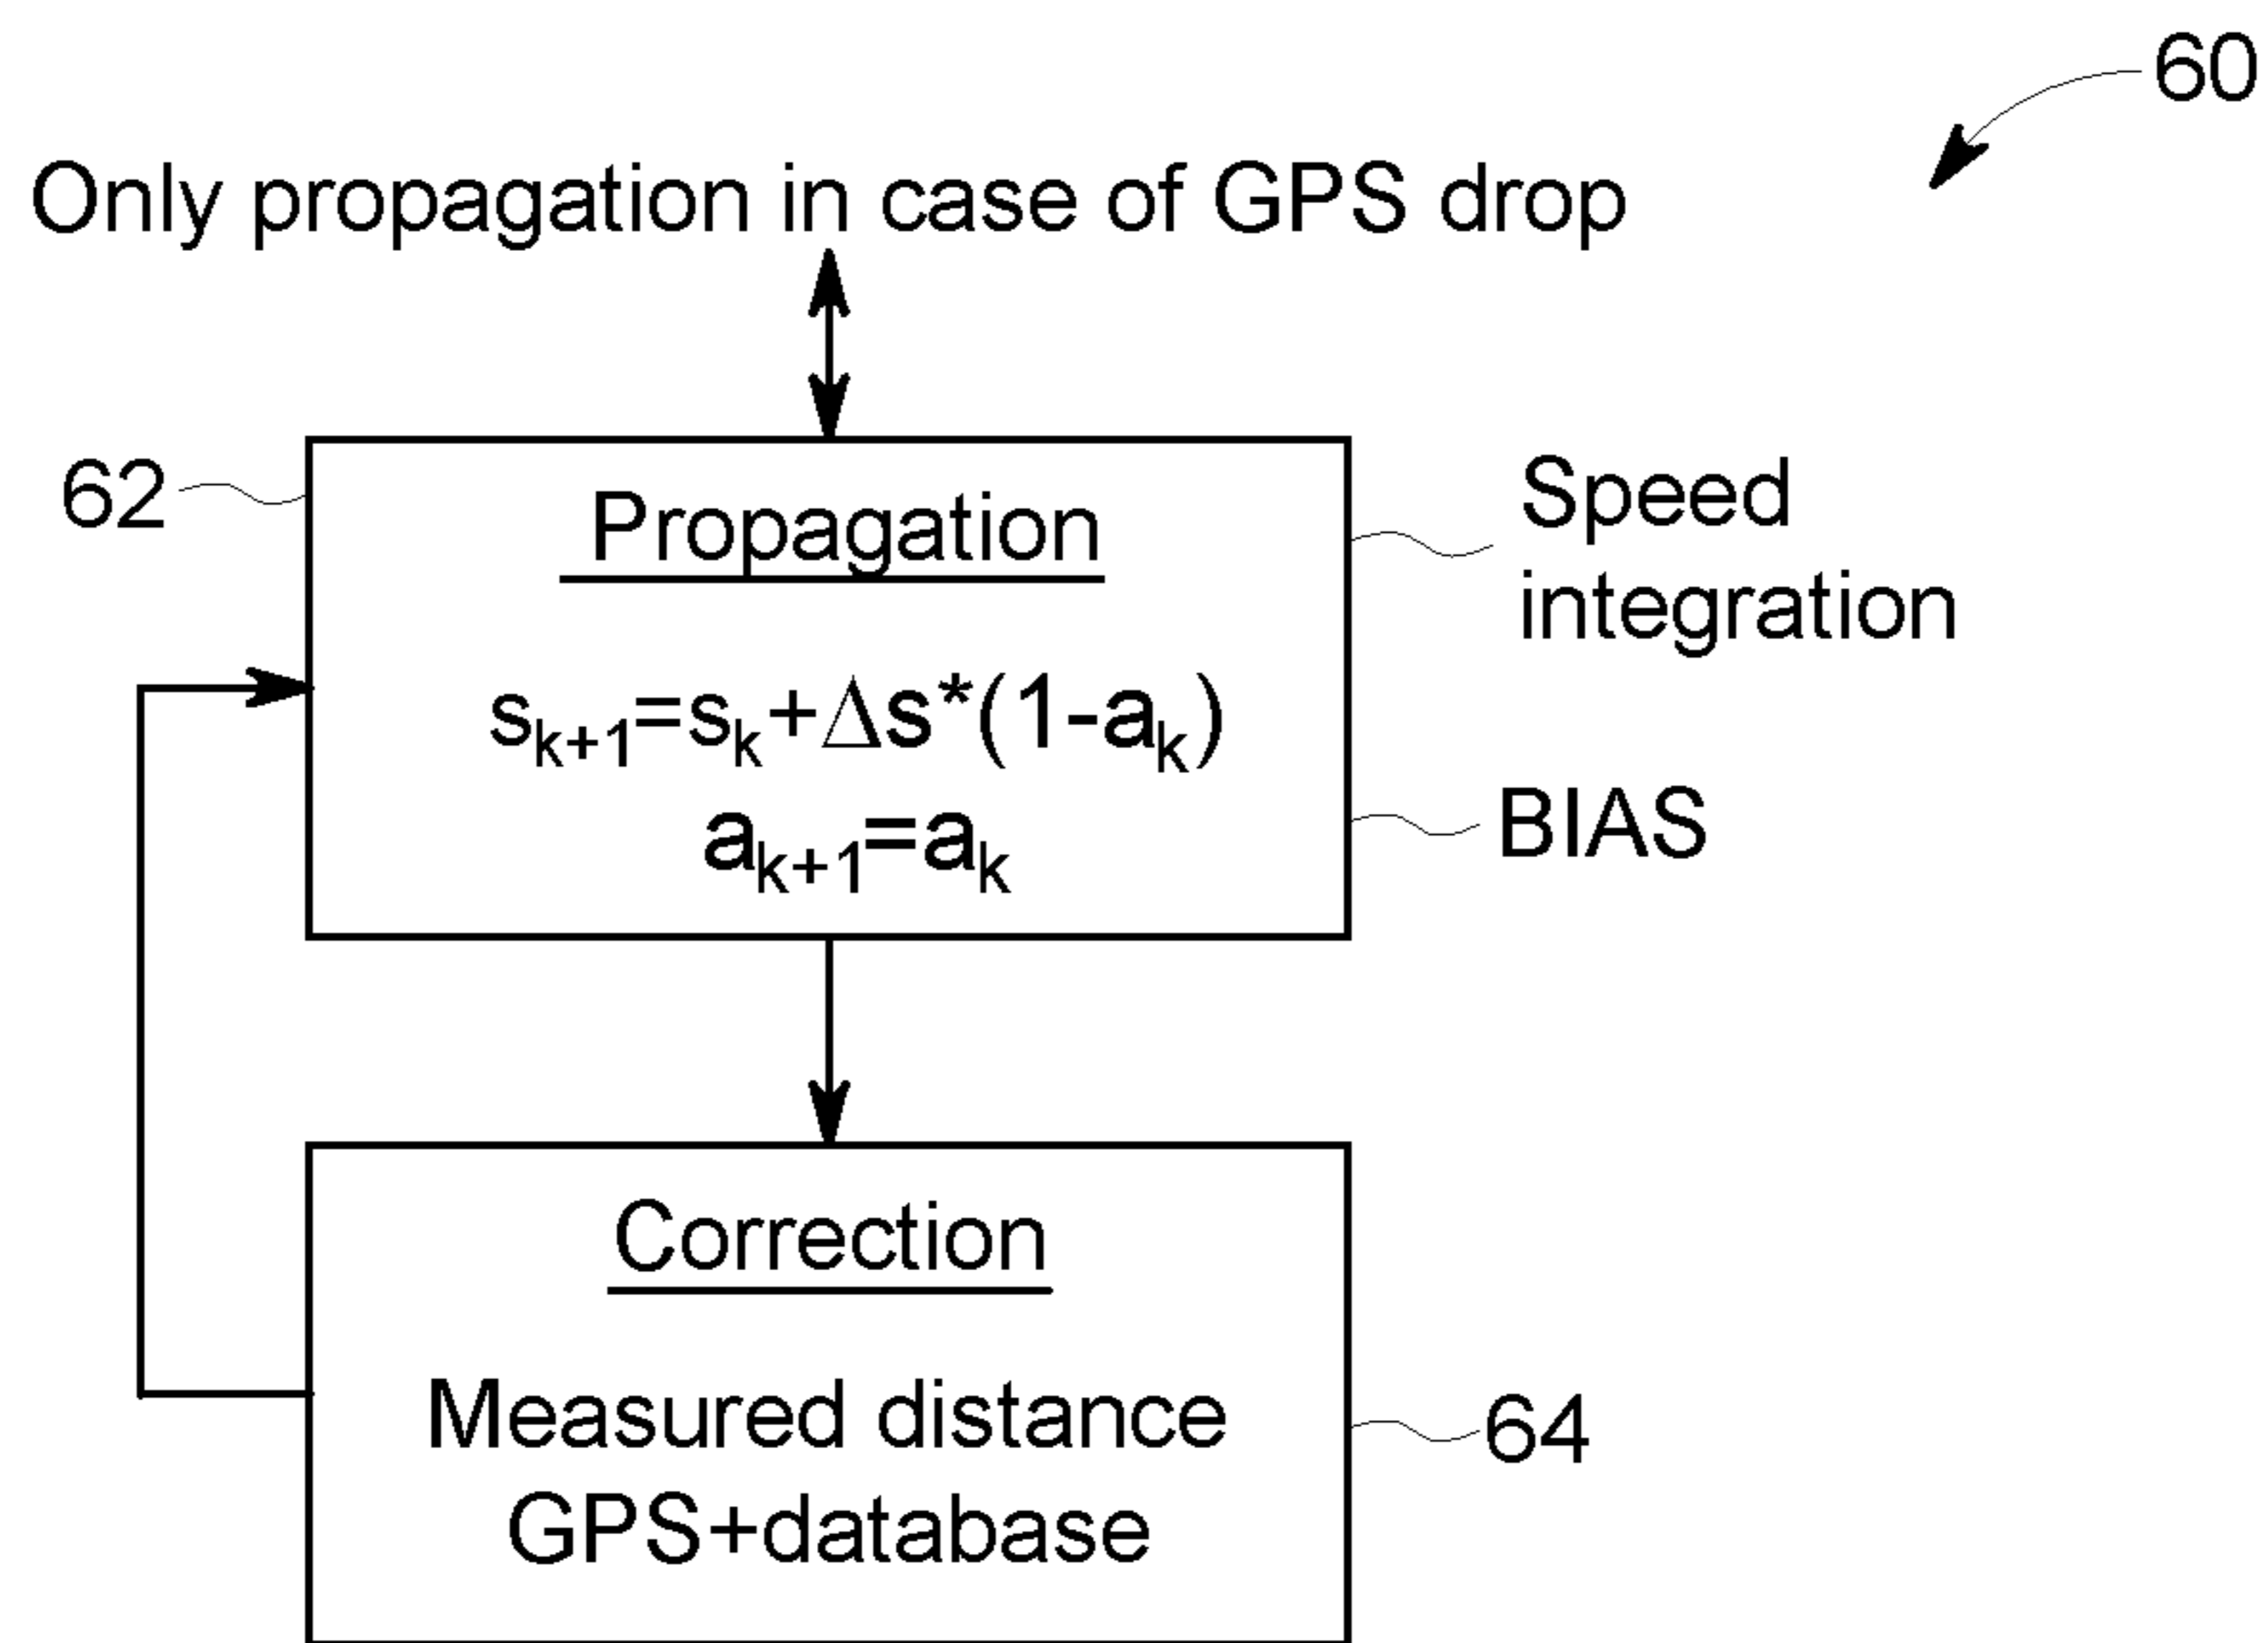 60
Only propagation in case of GPS drop
62
Propagation
Speed
integration
sₖ₊₁=sₖ+Δs*(1-aₖ)
BIAS
aₖ₊₁=aₖ
Correction
Measured distance
64
GPS+database